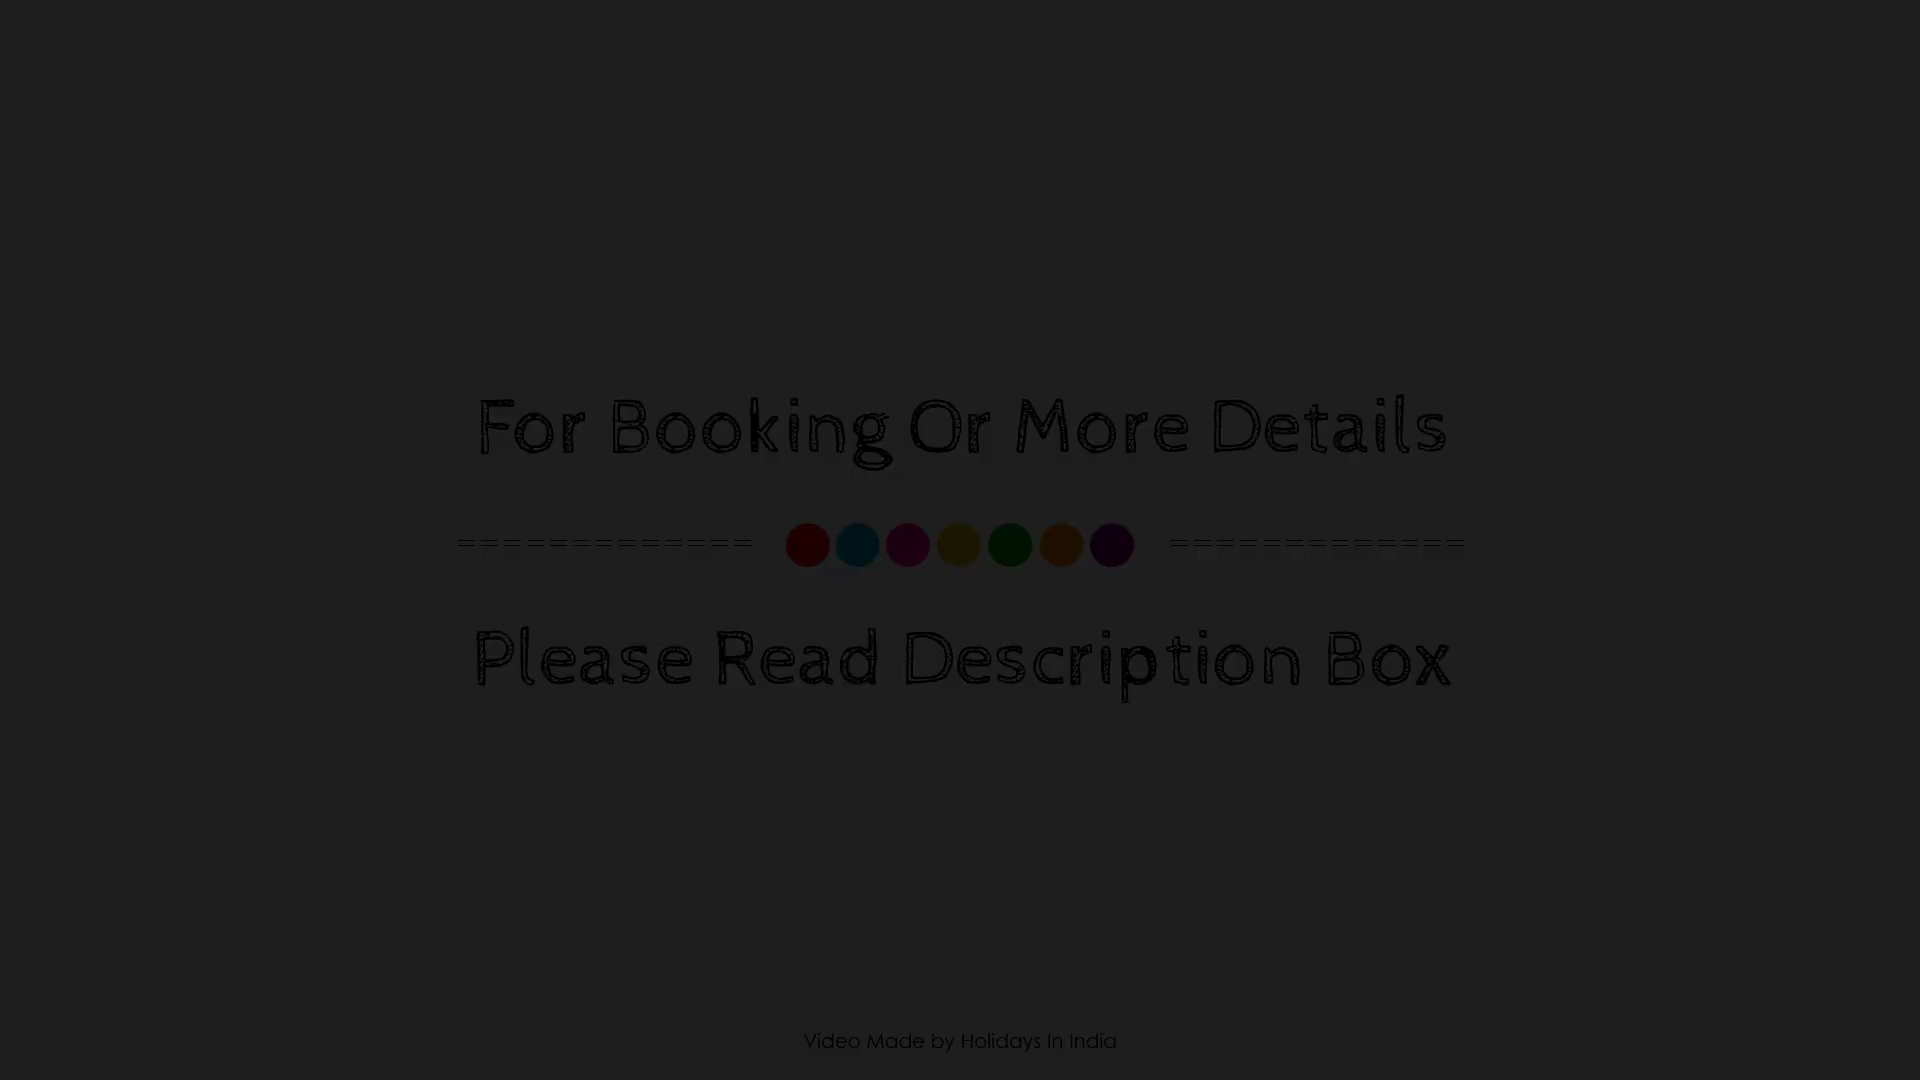 For Booking Or More Details
============= =============
Please Read Description Box
Video Made by Holidays In India